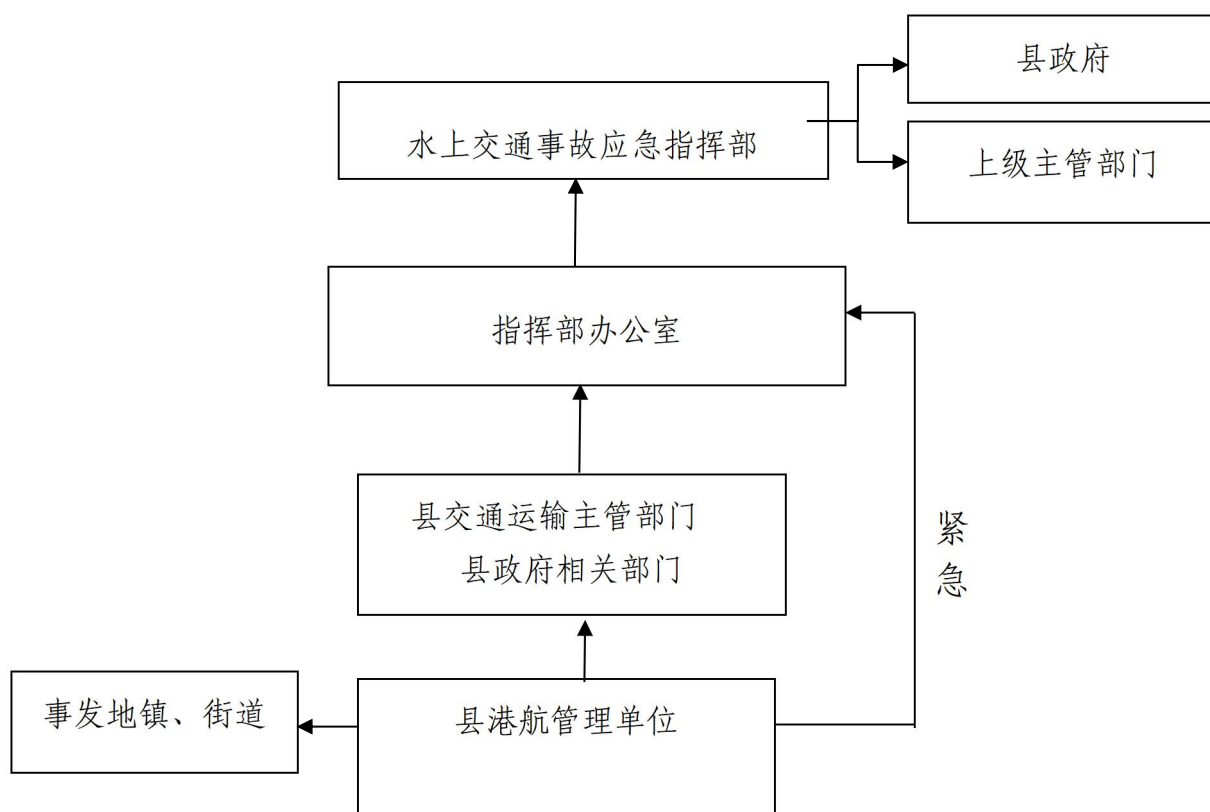 县政府
水上交通事故应急指挥部
上级主管部门
指挥部办公室
县交通运输主管部门
县政府相关部门
紧急
事发地镇、街道
县港航管理单位